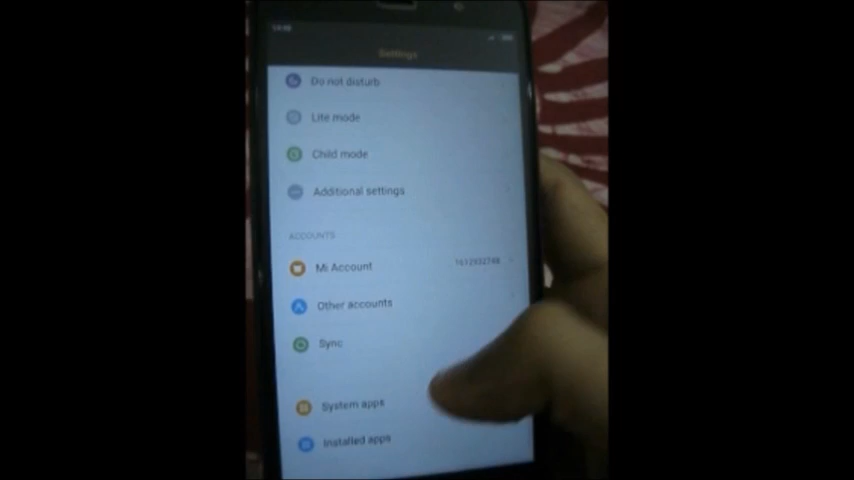 Settings
Do not disturb
Lite mode
Child mode
Additional settings
ACCOUNTS
Mi Account
Other accounts
Sync
System apps
Installed apps